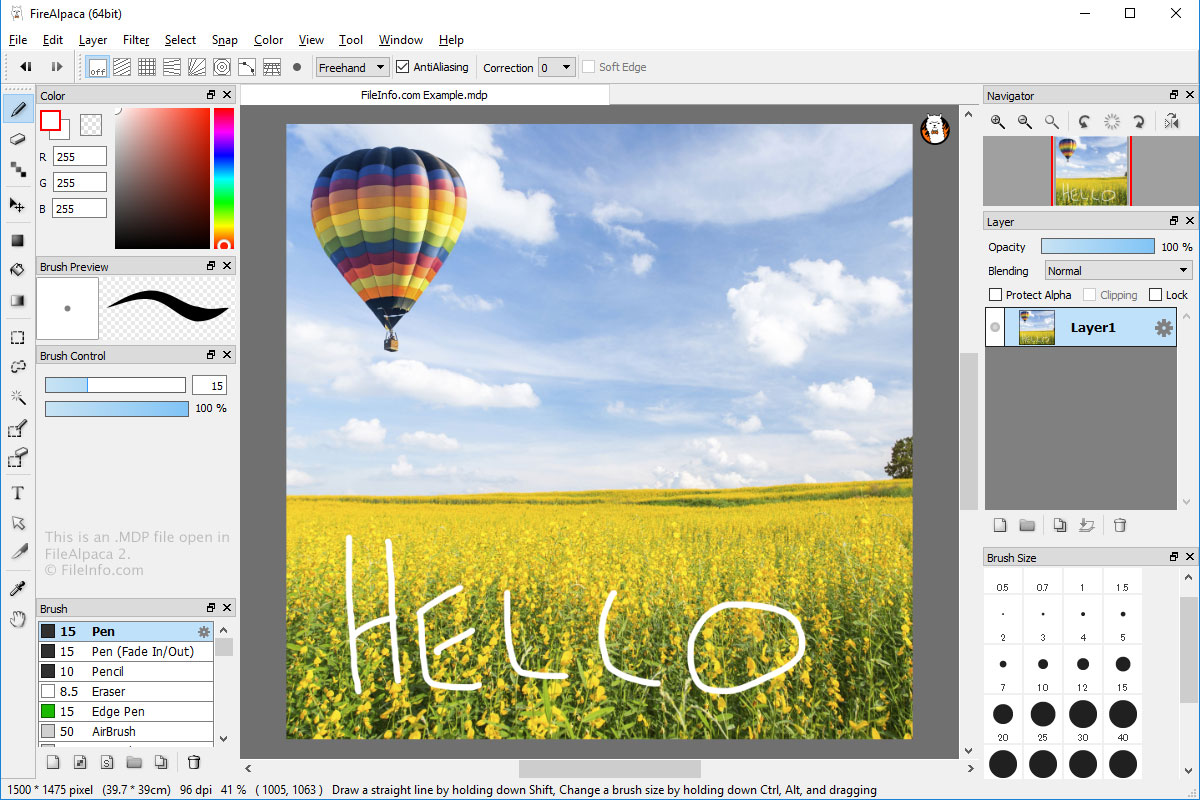 FireAlpaca (64bit)
File Edit Layer Filter Select Snap Color View Tool Window Help
off Freehand AntiAliasing Correction 0 Soft Edge
Color
R 255
G 255
B 255
Brush Preview
Brush Control
15
100 %
This is an .MDP file open in
FileAlpaca 2.
© FileInfo.com
Brush
15 Pen
15 Pen (Fade In/Out)
10 Pencil
8.5 Eraser
15 Edge Pen
50 AirBrush
FileInfo.com Example.mdp
HELLO
Navigator
HELLO
Layer
Opacity 100 %
Blending Normal
Protect Alpha Clipping Lock
Layer1
Brush Size
0.5 0.7 1 1.5
2 3 4 5
7 10 12 15
20 25 30 40
1500 * 1475 pixel (39.7 * 39cm) 96 dpi 41 % ( 1005, 1063 ) Draw a straight line by holding down Shift, Change a brush size by holding down Ctrl, Alt, and dragging